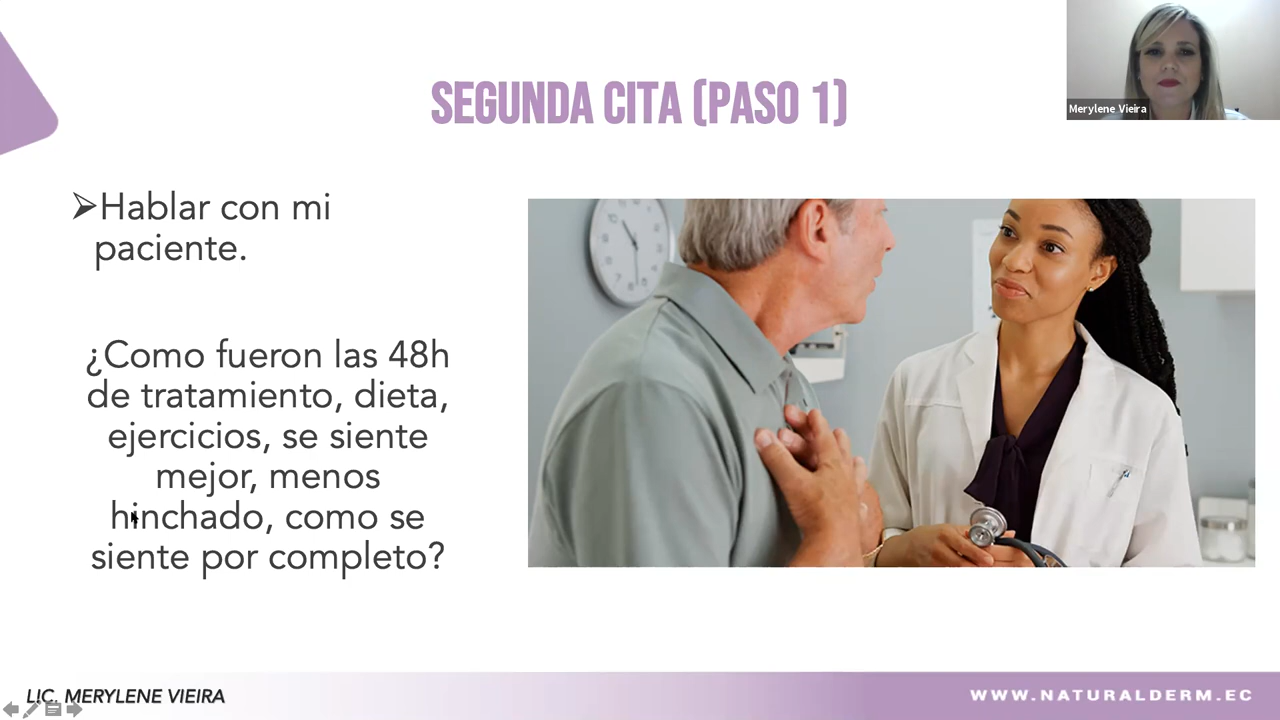 SEGUNDA CITA (PASO 1)
Merylene Vieira
➢Hablar con mi
paciente.
¿Como fueron las 48h
de tratamiento, dieta,
ejercicios, se siente
mejor, menos
hinchado, como se
siente por completo?
LIC. MERYLENE VIEIRA
WWW.NATURALDERM.EC